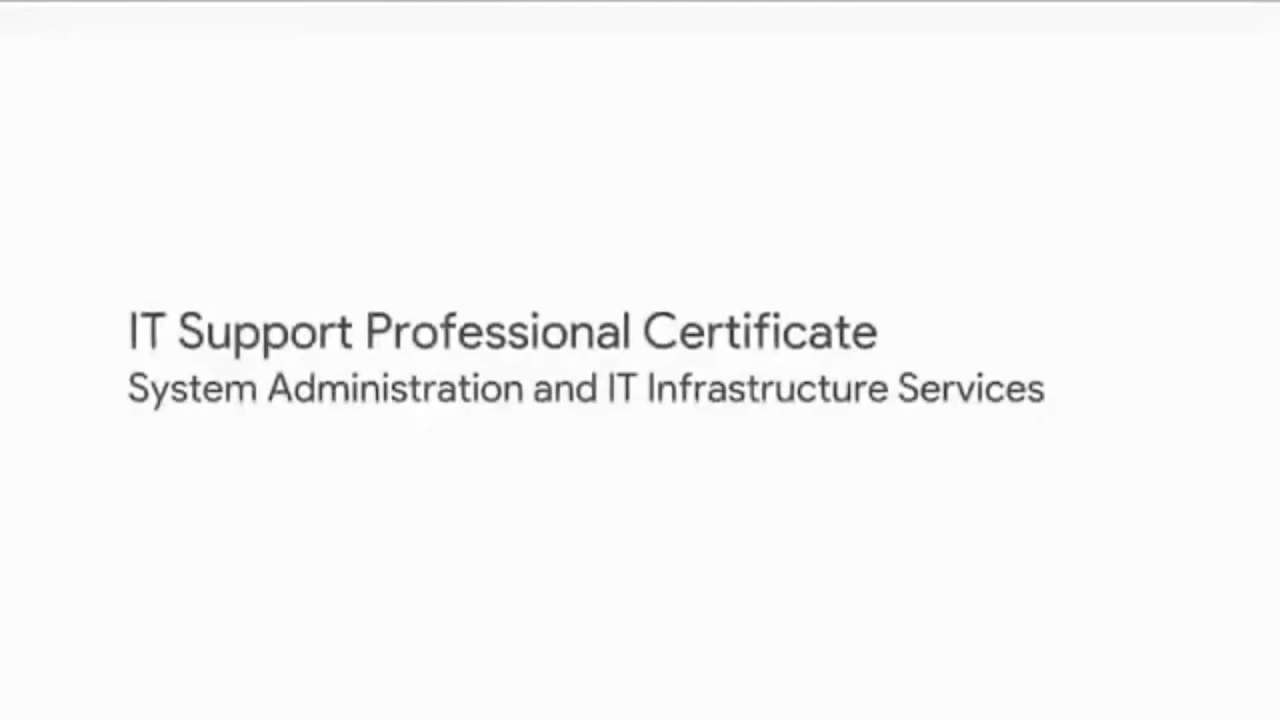 IT Support Professional Certificate
System Administration and IT Infrastructure Services